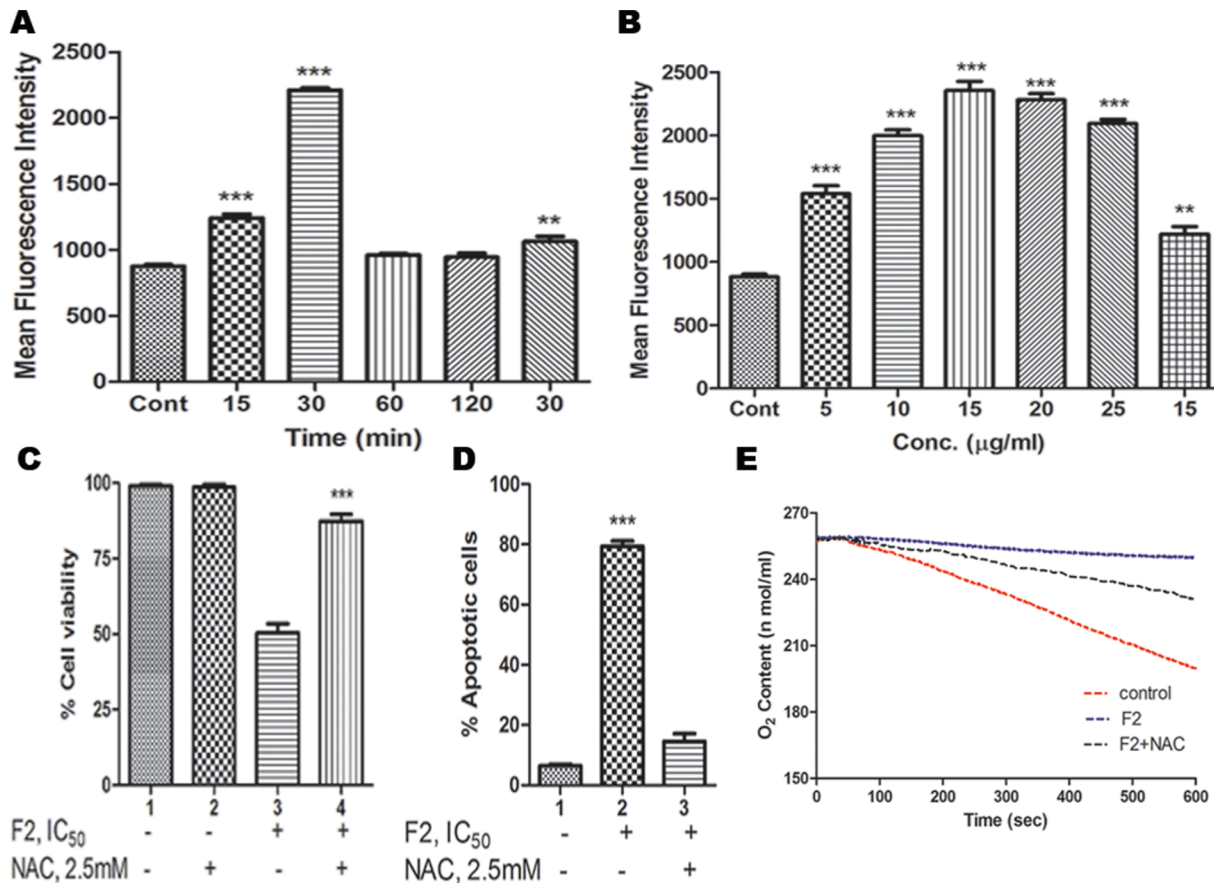 A
Mean Fluorescence Intensity
2500
2000
1500
1000
500
0
***
***
**
Cont 15 30 60 120 30
Time (min)
B
Mean Fluorescence Intensity
2500
2000
1500
1000
500
0
***
***
***
***
***
**
Cont 5 10 15 20 25 15
Conc. (µg/ml)
C
% Cell viability
100
75
50
25
0
***
1 2 3 4
F2, IC50 - - + +
NAC, 2.5mM - + - +
D
% Apoptotic cells
100
80
60
40
20
0
***
1 2 3
F2, IC50 - + +
NAC, 2.5mM - - +
E
O2 Content (n mol/ml)
270
240
210
180
150
control
F2
F2+NAC
0 100 200 300 400 500 600
Time (sec)